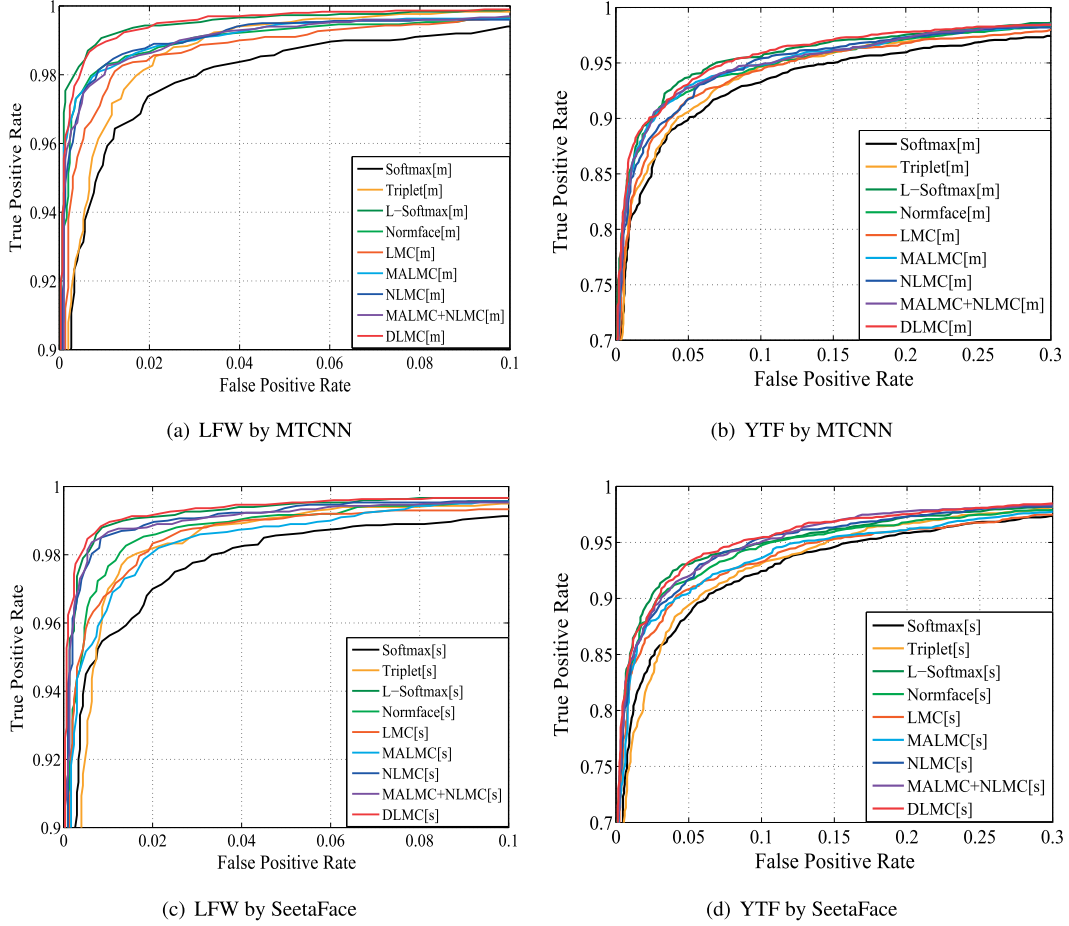 1
0.98
0.96
0.94
0.92
0.9
0 0.02 0.04 0.06 0.08 0.1
True Positive Rate
False Positive Rate
Softmax[m]
Triplet[m]
L−Softmax[m]
Normface[m]
LMC[m]
MALMC[m]
NLMC[m]
MALMC+NLMC[m]
DLMC[m]
(a) LFW by MTCNN
1
0.95
0.9
0.85
0.8
0.75
0.7
0 0.05 0.1 0.15 0.2 0.25 0.3
True Positive Rate
False Positive Rate
Softmax[m]
Triplet[m]
L−Softmax[m]
Normface[m]
LMC[m]
MALMC[m]
NLMC[m]
MALMC+NLMC[m]
DLMC[m]
(b) YTF by MTCNN
1
0.98
0.96
0.94
0.92
0.9
0 0.02 0.04 0.06 0.08 0.1
True Positive Rate
False Positive Rate
Softmax[s]
Triplet[s]
L−Softmax[s]
Normface[s]
LMC[s]
MALMC[s]
NLMC[s]
MALMC+NLMC[s]
DLMC[s]
(c) LFW by SeetaFace
1
0.95
0.9
0.85
0.8
0.75
0.7
0 0.05 0.1 0.15 0.2 0.25 0.3
True Positive Rate
False Positive Rate
Softmax[s]
Triplet[s]
L−Softmax[s]
Normface[s]
LMC[s]
MALMC[s]
NLMC[s]
MALMC+NLMC[s]
DLMC[s]
(d) YTF by SeetaFace